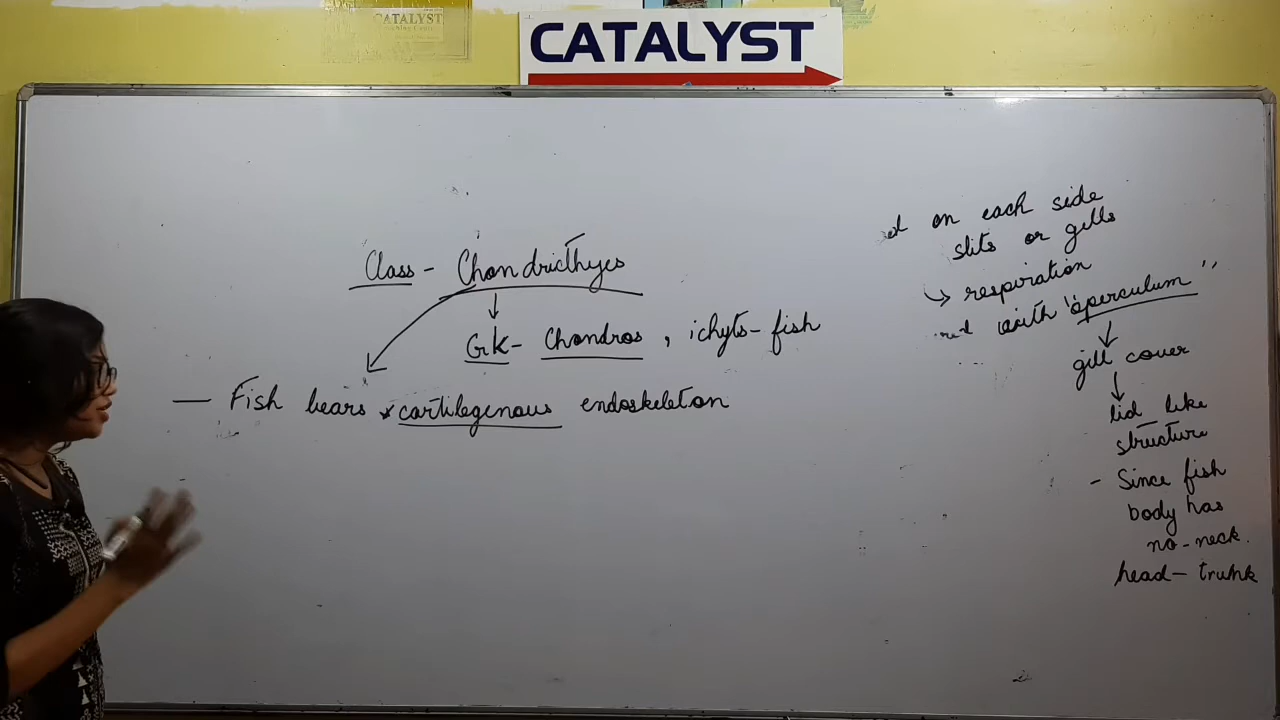 CATALYST
CATALYST
Class - Chondricthyes
GK - Chondros, ichyts - fish
— Fish bears cartilegenous endoskeleton
on each side
slits or gills
↳ respiration
with "operculum"
↓
gill cover
↓
lid like
structure
- Since fish
body has
no-neck.
head - trunk